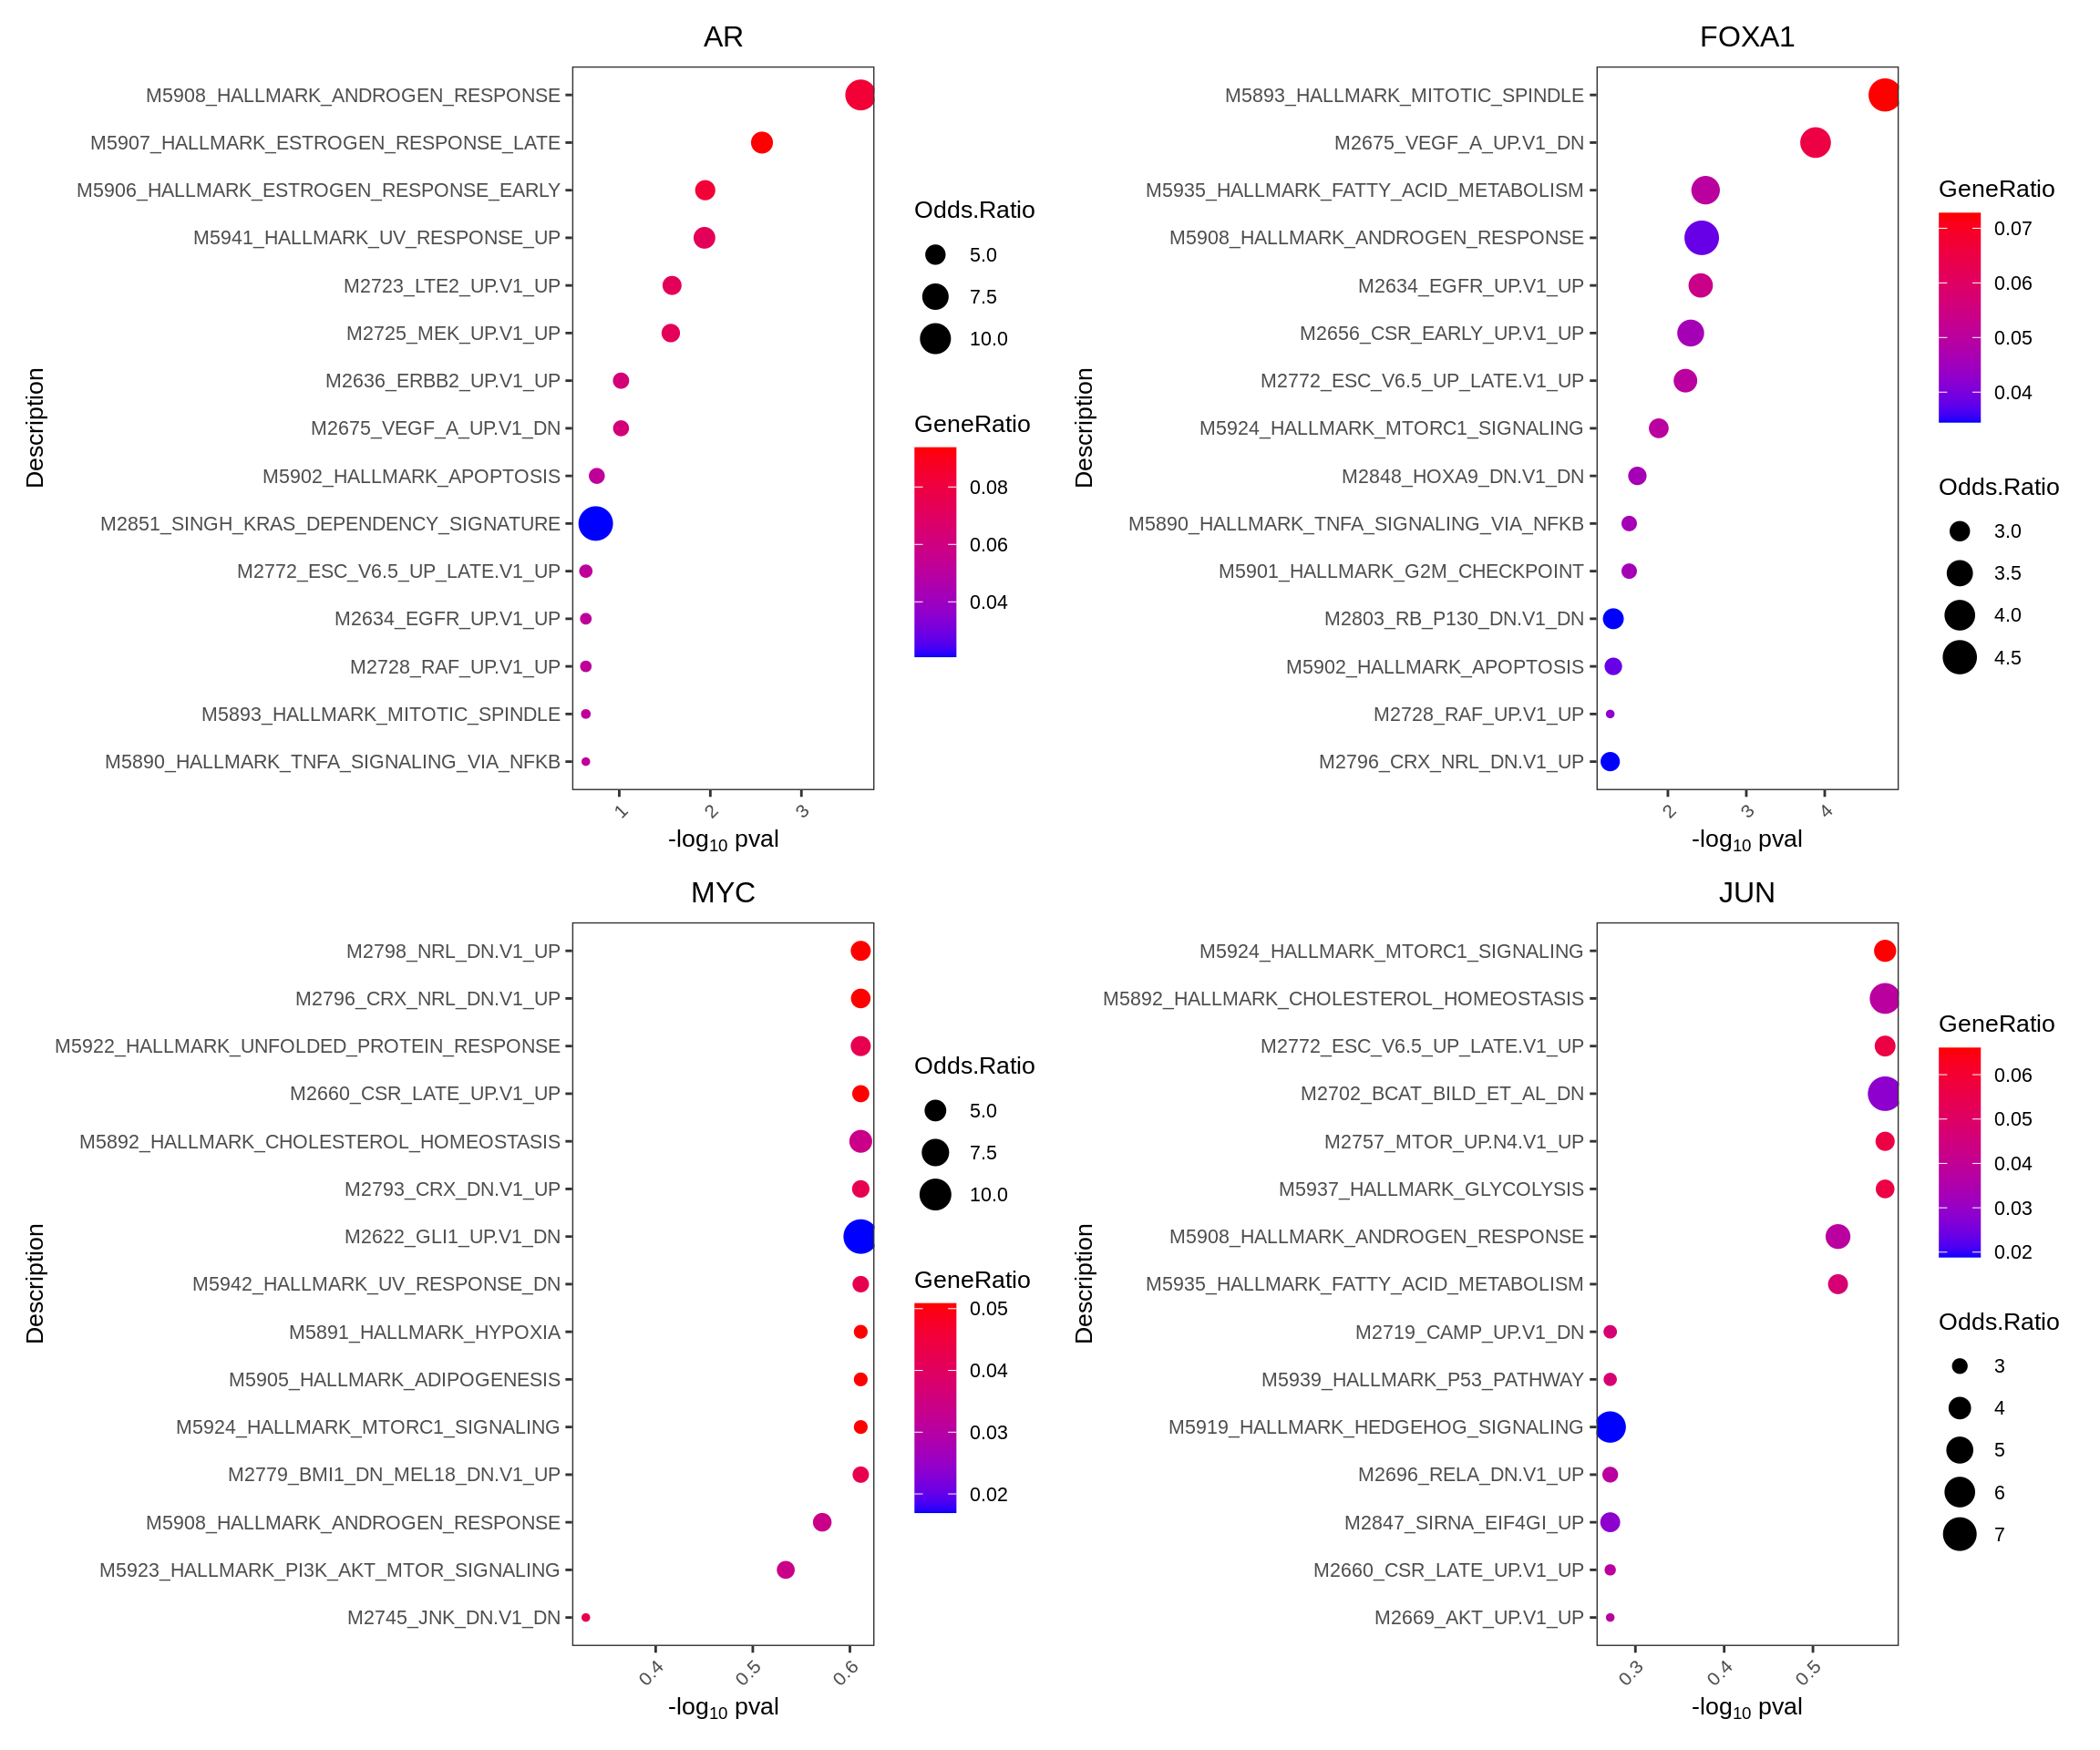 AR
M5908_HALLMARK_ANDROGEN_RESPONSE
M5907_HALLMARK_ESTROGEN_RESPONSE_LATE
M5906_HALLMARK_ESTROGEN_RESPONSE_EARLY
M5941_HALLMARK_UV_RESPONSE_UP
M2723_LTE2_UP.V1_UP
M2725_MEK_UP.V1_UP
M2636_ERBB2_UP.V1_UP
M2675_VEGF_A_UP.V1_DN
M5902_HALLMARK_APOPTOSIS
M2851_SINGH_KRAS_DEPENDENCY_SIGNATURE
M2772_ESC_V6.5_UP_LATE.V1_UP
M2634_EGFR_UP.V1_UP
M2728_RAF_UP.V1_UP
M5893_HALLMARK_MITOTIC_SPINDLE
M5890_HALLMARK_TNFA_SIGNALING_VIA_NFKB
Description
1 2 3
-log10 pval
Odds.Ratio
5.0
7.5
10.0
GeneRatio
0.08
0.06
0.04
FOXA1
M5893_HALLMARK_MITOTIC_SPINDLE
M2675_VEGF_A_UP.V1_DN
M5935_HALLMARK_FATTY_ACID_METABOLISM
M5908_HALLMARK_ANDROGEN_RESPONSE
M2634_EGFR_UP.V1_UP
M2656_CSR_EARLY_UP.V1_UP
M2772_ESC_V6.5_UP_LATE.V1_UP
M5924_HALLMARK_MTORC1_SIGNALING
M2848_HOXA9_DN.V1_DN
M5890_HALLMARK_TNFA_SIGNALING_VIA_NFKB
M5901_HALLMARK_G2M_CHECKPOINT
M2803_RB_P130_DN.V1_DN
M5902_HALLMARK_APOPTOSIS
M2728_RAF_UP.V1_UP
M2796_CRX_NRL_DN.V1_UP
Description
2 3 4
-log10 pval
GeneRatio
0.07
0.06
0.05
0.04
Odds.Ratio
3.0
3.5
4.0
4.5
MYC
M2798_NRL_DN.V1_UP
M2796_CRX_NRL_DN.V1_UP
M5922_HALLMARK_UNFOLDED_PROTEIN_RESPONSE
M2660_CSR_LATE_UP.V1_UP
M5892_HALLMARK_CHOLESTEROL_HOMEOSTASIS
M2793_CRX_DN.V1_UP
M2622_GLI1_UP.V1_DN
M5942_HALLMARK_UV_RESPONSE_DN
M5891_HALLMARK_HYPOXIA
M5905_HALLMARK_ADIPOGENESIS
M5924_HALLMARK_MTORC1_SIGNALING
M2779_BMI1_DN_MEL18_DN.V1_UP
M5908_HALLMARK_ANDROGEN_RESPONSE
M5923_HALLMARK_PI3K_AKT_MTOR_SIGNALING
M2745_JNK_DN.V1_DN
Description
0.4 0.5 0.6
-log10 pval
Odds.Ratio
5.0
7.5
10.0
GeneRatio
0.05
0.04
0.03
0.02
JUN
M5924_HALLMARK_MTORC1_SIGNALING
M5892_HALLMARK_CHOLESTEROL_HOMEOSTASIS
M2772_ESC_V6.5_UP_LATE.V1_UP
M2702_BCAT_BILD_ET_AL_DN
M2757_MTOR_UP.N4.V1_UP
M5937_HALLMARK_GLYCOLYSIS
M5908_HALLMARK_ANDROGEN_RESPONSE
M5935_HALLMARK_FATTY_ACID_METABOLISM
M2719_CAMP_UP.V1_DN
M5939_HALLMARK_P53_PATHWAY
M5919_HALLMARK_HEDGEHOG_SIGNALING
M2696_RELA_DN.V1_UP
M2847_SIRNA_EIF4GI_UP
M2660_CSR_LATE_UP.V1_UP
M2669_AKT_UP.V1_UP
Description
0.3 0.4 0.5
-log10 pval
GeneRatio
0.06
0.05
0.04
0.03
0.02
Odds.Ratio
3
4
5
6
7